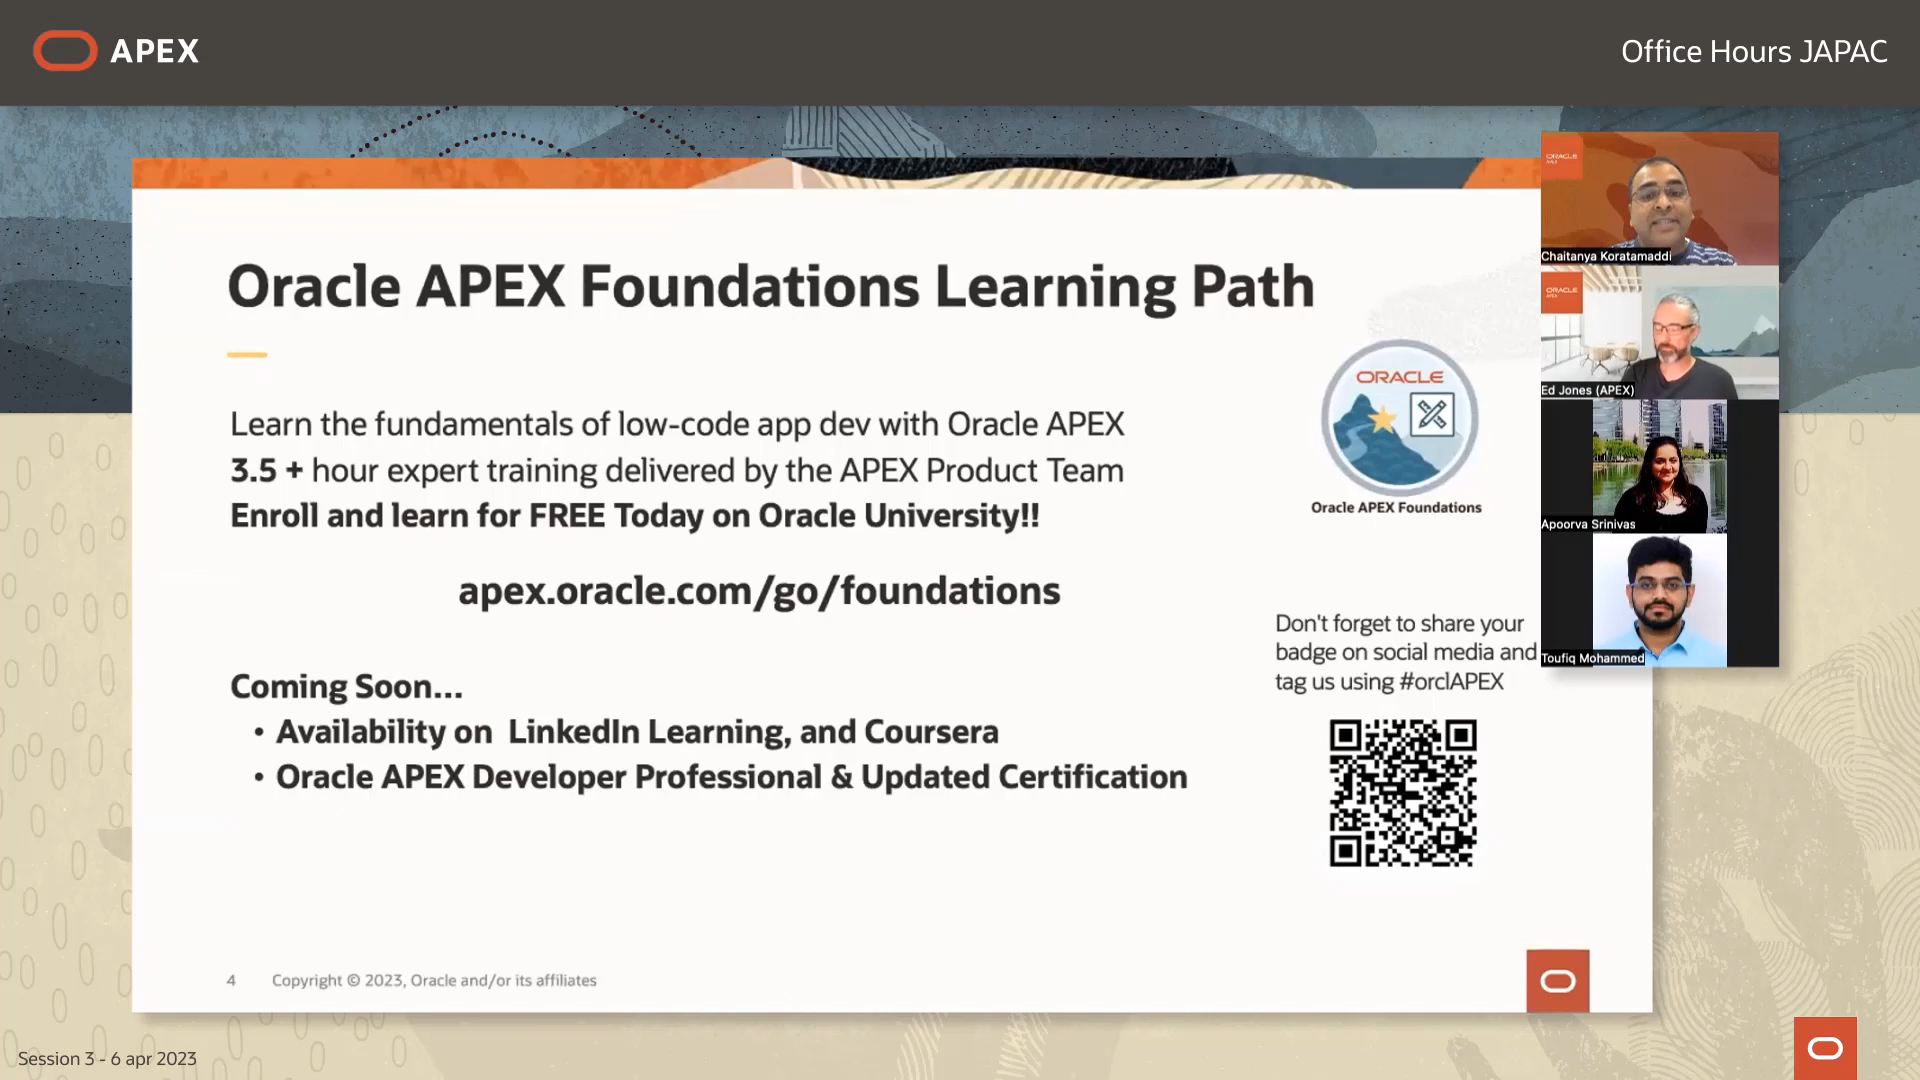 APEX
Office Hours JAPAC
Oracle APEX Foundations Learning Path
Learn the fundamentals of low-code app dev with Oracle APEX
3.5 + hour expert training delivered by the APEX Product Team
Enroll and learn for FREE Today on Oracle University!!
apex.oracle.com/go/foundations
Coming Soon...
• Availability on LinkedIn Learning, and Coursera
• Oracle APEX Developer Professional & Updated Certification
ORACLE
Oracle APEX Foundations
Don't forget to share your
badge on social media and
tag us using #orclAPEX
ORACLE
APEX
Chaitanya Koratamaddi
ORACLE
APEX
Ed Jones (APEX)
Apoorva Srinivas
Toufiq Mohammed
4 Copyright © 2023, Oracle and/or its affiliates
Session 3 - 6 apr 2023